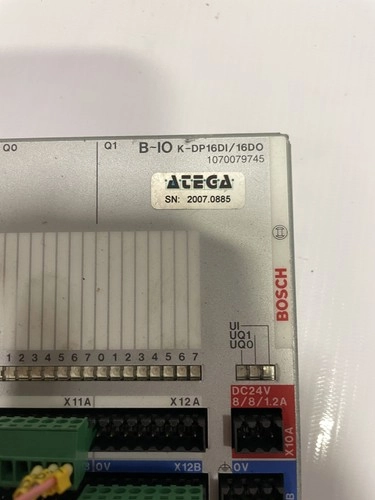 Q0
Q1
B-IO K-DP16DI/16DO
1070079745
ATEGA
SN: 2007.0885
BOSCH
UI
UQ1
UQ0
1 2 3 4 5 6 7 0 1 2 3 4 5 6 7
DC24V
8/8/1.2A
X10A
X11A
X12A
0V
X12B
0V